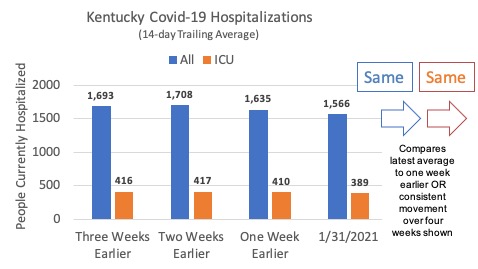 Kentucky Covid-19 Hospitalizations
(14-day Trailing Average)
All ICU
Same Same
People Currently Hospitalized
2000
1500
1000
500
0
1,693
416
1,708
417
1,635
410
1,566
389
Three Weeks
Earlier
Two Weeks
Earlier
One Week
Earlier
1/31/2021
Compares
latest average
to one week
earlier OR
consistent
movement
over four
weeks shown